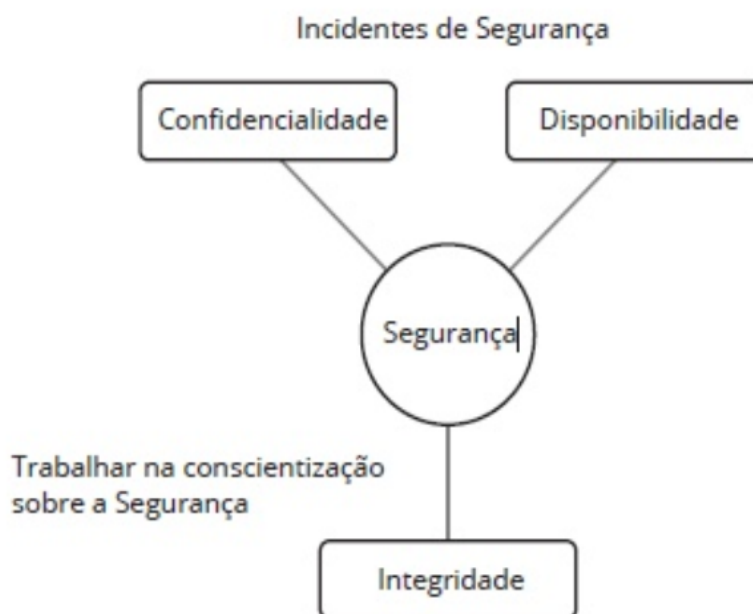 Incidentes de Segurança
Confidencialidade
Disponibilidade
Segurança
Trabalhar na conscientização
sobre a Segurança
Integridade